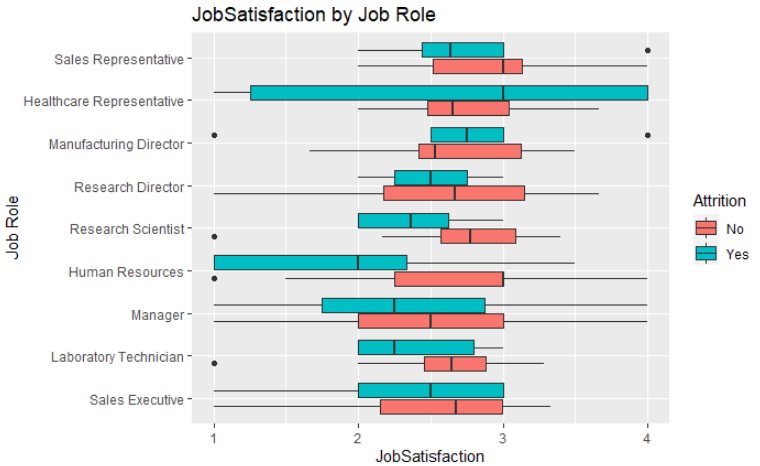 JobSatisfaction by Job Role
Job Role
Sales Representative
Healthcare Representative
Manufacturing Director
Research Director
Research Scientist
Human Resources
Manager
Laboratory Technician
Sales Executive
1 2 3 4
JobSatisfaction
Attrition
No
Yes